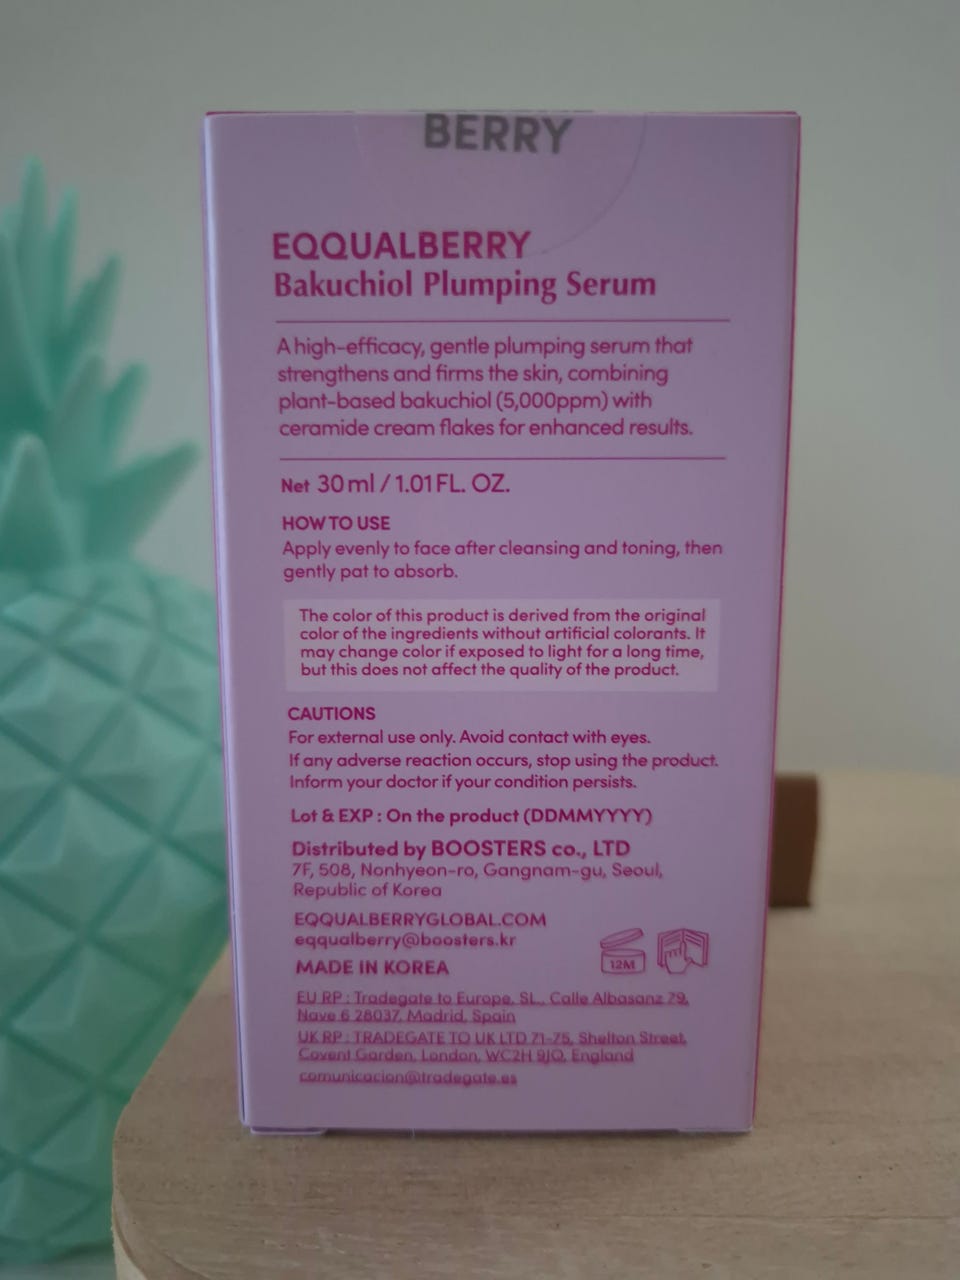 BERRY
EQQUALBERRY
Bakuchiol Plumping Serum
A high-efficacy, gentle plumping serum that
strengthens and firms the skin, combining
plant-based bakuchiol (5,000ppm) with
ceramide cream flakes for enhanced results.
Net 30 ml / 1.01 FL. OZ.
HOW TO USE
Apply evenly to face after cleansing and toning, then
gently pat to absorb.
The color of this product is derived from the original
color of the ingredients without artificial colorants. It
may change color if exposed to light for a long time,
but this does not affect the quality of the product.
CAUTIONS
For external use only. Avoid contact with eyes.
If any adverse reaction occurs, stop using the product.
Inform your doctor if your condition persists.
Lot & EXP : On the product (DDMMYYYY)
Distributed by BOOSTERS co., LTD
7F, 508, Nonhyeon-ro, Gangnam-gu, Seoul,
Republic of Korea
EQQUALBERRYGLOBAL.COM
eqqualberry@boosters.kr
MADE IN KOREA
12M
EU RP : Tradegate to Europe, SL., Calle Albasanz 79,
Nave 6 28037, Madrid, Spain
UK RP : TRADEGATE TO UK LTD 71-75, Shelton Street,
Covent Garden, London, WC2H 9JQ, England
comunicacion@tradegate.es